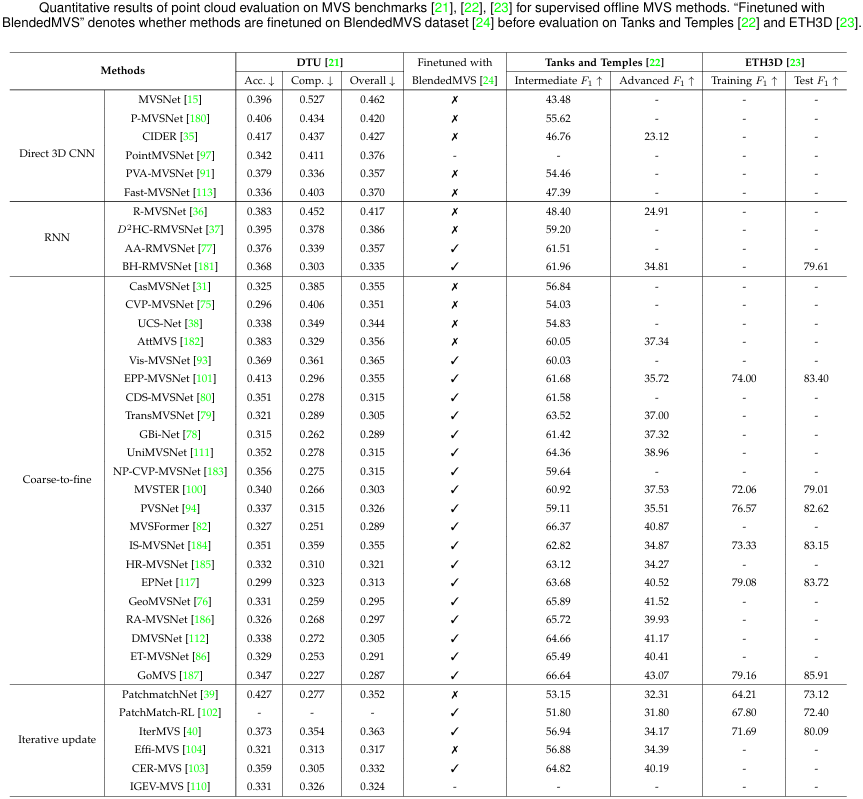 Quantitative results of point cloud evaluation on MVS benchmarks [21], [22], [23] for supervised offline MVS methods. “Finetuned with
BlendedMVS” denotes whether methods are finetuned on BlendedMVS dataset [24] before evaluation on Tanks and Temples [22] and ETH3D [23].
Methods DTU [21] Finetuned with Tanks and Temples [22] ETH3D [23]
Acc. ↓ Comp. ↓ Overall ↓ BlendedMVS [24] Intermediate F1 ↑ Advanced F1 ↑ Training F1 ↑ Test F1 ↑
Direct 3D CNN
MVSNet [15] 0.396 0.527 0.462 ✗ 43.48 - - -
P-MVSNet [180] 0.406 0.434 0.420 ✗ 55.62 - - -
CIDER [35] 0.417 0.437 0.427 ✗ 46.76 23.12 - -
PointMVSNet [97] 0.342 0.411 0.376 - - - - -
PVA-MVSNet [91] 0.379 0.336 0.357 ✗ 54.46 - - -
Fast-MVSNet [113] 0.336 0.403 0.370 ✗ 47.39 - - -
RNN
R-MVSNet [36] 0.383 0.452 0.417 ✗ 48.40 24.91 - -
D²HC-RMVSNet [37] 0.395 0.378 0.386 ✗ 59.20 - - -
AA-RMVSNet [77] 0.376 0.339 0.357 ✓ 61.51 - - -
BH-RMVSNet [181] 0.368 0.303 0.335 ✓ 61.96 34.81 - 79.61
Coarse-to-fine
CasMVSNet [31] 0.325 0.385 0.355 ✗ 56.84 - - -
CVP-MVSNet [75] 0.296 0.406 0.351 ✗ 54.03 - - -
UCS-Net [38] 0.338 0.349 0.344 ✗ 54.83 - - -
AttMVS [182] 0.383 0.329 0.356 ✗ 60.05 37.34 - -
Vis-MVSNet [93] 0.369 0.361 0.365 ✓ 60.03 - - -
EPP-MVSNet [101] 0.413 0.296 0.355 ✓ 61.68 35.72 74.00 83.40
CDS-MVSNet [80] 0.351 0.278 0.315 ✓ 61.58 - - -
TransMVSNet [79] 0.321 0.289 0.305 ✓ 63.52 37.00 - -
GBi-Net [78] 0.315 0.262 0.289 ✓ 61.42 37.32 - -
UniMVSNet [111] 0.352 0.278 0.315 ✓ 64.36 38.96 - -
NP-CVP-MVSNet [183] 0.356 0.275 0.315 ✓ 59.64 - - -
MVSTER [100] 0.340 0.266 0.303 ✓ 60.92 37.53 72.06 79.01
PVSNet [94] 0.337 0.315 0.326 ✓ 59.11 35.51 76.57 82.62
MVSFormer [82] 0.327 0.251 0.289 ✓ 66.37 40.87 - -
IS-MVSNet [184] 0.351 0.359 0.355 ✓ 62.82 34.87 73.33 83.15
HR-MVSNet [185] 0.332 0.310 0.321 ✓ 63.12 34.27 - -
EPNet [117] 0.299 0.323 0.313 ✓ 63.68 40.52 79.08 83.72
GeoMVSNet [76] 0.331 0.259 0.295 ✓ 65.89 41.52 - -
RA-MVSNet [186] 0.326 0.268 0.297 ✓ 65.72 39.93 - -
DMVSNet [112] 0.338 0.272 0.305 ✓ 64.66 41.17 - -
ET-MVSNet [86] 0.329 0.253 0.291 ✓ 65.49 40.41 - -
GoMVS [187] 0.347 0.227 0.287 ✓ 66.64 43.07 79.16 85.91
Iterative update
PatchmatchNet [39] 0.427 0.277 0.352 ✗ 53.15 32.31 64.21 73.12
PatchMatch-RL [102] - - - ✓ 51.80 31.80 67.80 72.40
IterMVS [40] 0.373 0.354 0.363 ✓ 56.94 34.17 71.69 80.09
Effi-MVS [104] 0.321 0.313 0.317 ✗ 56.88 34.39 - -
CER-MVS [103] 0.359 0.305 0.332 ✓ 64.82 40.19 - -
IGEV-MVS [110] 0.331 0.326 0.324 - - - - -